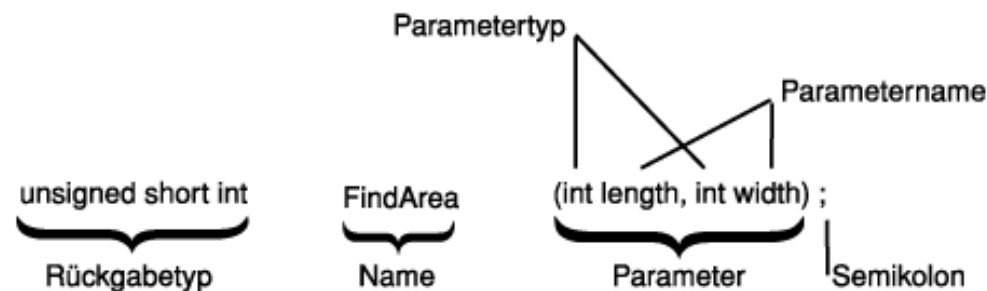 Parametertyp
Parametername
unsigned short int FindArea (int length, int width) ;
Rückgabetyp Name Parameter Semikolon